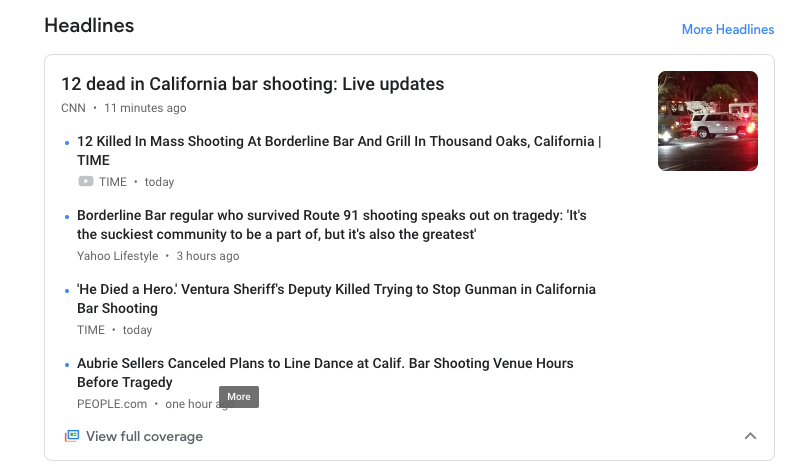 Headlines
More Headlines
12 dead in California bar shooting: Live updates
CNN • 11 minutes ago
12 Killed In Mass Shooting At Borderline Bar And Grill In Thousand Oaks, California |
TIME
TIME • today
Borderline Bar regular who survived Route 91 shooting speaks out on tragedy: 'It's
the suckiest community to be a part of, but it's also the greatest'
Yahoo Lifestyle • 3 hours ago
'He Died a Hero.' Ventura Sheriff's Deputy Killed Trying to Stop Gunman in California
Bar Shooting
TIME • today
Aubrie Sellers Canceled Plans to Line Dance at Calif. Bar Shooting Venue Hours
Before Tragedy
PEOPLE.com • one hour
More
View full coverage